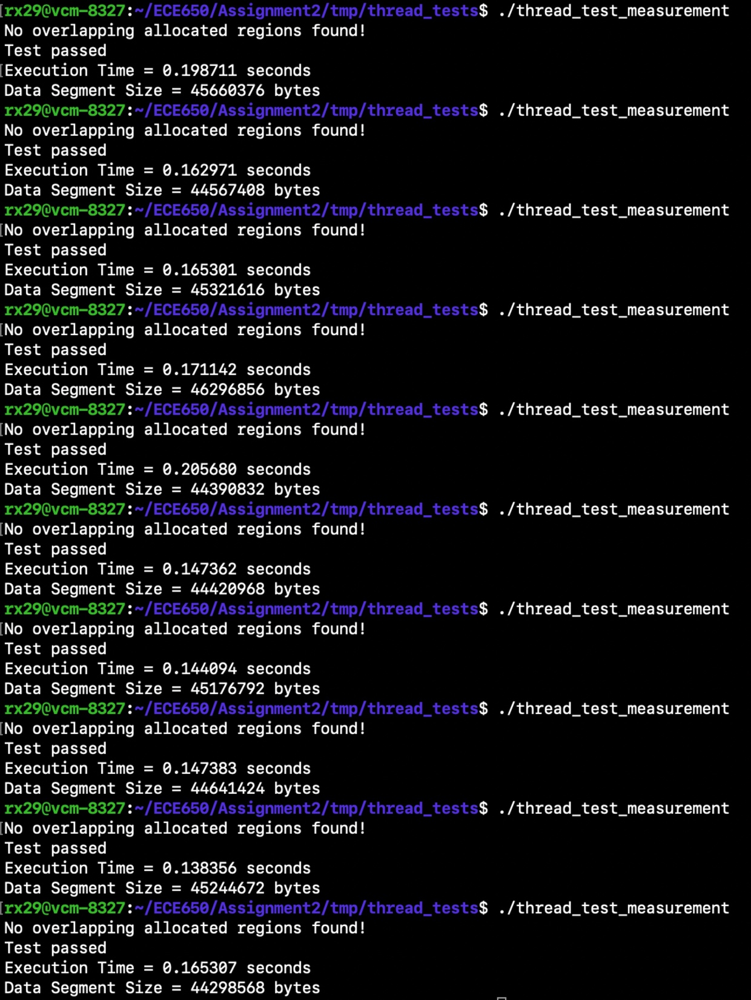 rx29@vcm-8327:~/ECE650/Assignment2/tmp/thread_tests$ ./thread_test_measurement
No overlapping allocated regions found!
Test passed
Execution Time = 0.198711 seconds
Data Segment Size = 45660376 bytes
rx29@vcm-8327:~/ECE650/Assignment2/tmp/thread_tests$ ./thread_test_measurement
No overlapping allocated regions found!
Test passed
Execution Time = 0.162971 seconds
Data Segment Size = 44567408 bytes
rx29@vcm-8327:~/ECE650/Assignment2/tmp/thread_tests$ ./thread_test_measurement
No overlapping allocated regions found!
Test passed
Execution Time = 0.165301 seconds
Data Segment Size = 45321616 bytes
rx29@vcm-8327:~/ECE650/Assignment2/tmp/thread_tests$ ./thread_test_measurement
No overlapping allocated regions found!
Test passed
Execution Time = 0.171142 seconds
Data Segment Size = 46296856 bytes
rx29@vcm-8327:~/ECE650/Assignment2/tmp/thread_tests$ ./thread_test_measurement
No overlapping allocated regions found!
Test passed
Execution Time = 0.205680 seconds
Data Segment Size = 44390832 bytes
rx29@vcm-8327:~/ECE650/Assignment2/tmp/thread_tests$ ./thread_test_measurement
No overlapping allocated regions found!
Test passed
Execution Time = 0.147362 seconds
Data Segment Size = 44420968 bytes
rx29@vcm-8327:~/ECE650/Assignment2/tmp/thread_tests$ ./thread_test_measurement
No overlapping allocated regions found!
Test passed
Execution Time = 0.144094 seconds
Data Segment Size = 45176792 bytes
rx29@vcm-8327:~/ECE650/Assignment2/tmp/thread_tests$ ./thread_test_measurement
No overlapping allocated regions found!
Test passed
Execution Time = 0.147383 seconds
Data Segment Size = 44641424 bytes
rx29@vcm-8327:~/ECE650/Assignment2/tmp/thread_tests$ ./thread_test_measurement
No overlapping allocated regions found!
Test passed
Execution Time = 0.138356 seconds
Data Segment Size = 45244672 bytes
rx29@vcm-8327:~/ECE650/Assignment2/tmp/thread_tests$ ./thread_test_measurement
No overlapping allocated regions found!
Test passed
Execution Time = 0.165307 seconds
Data Segment Size = 44298568 bytes